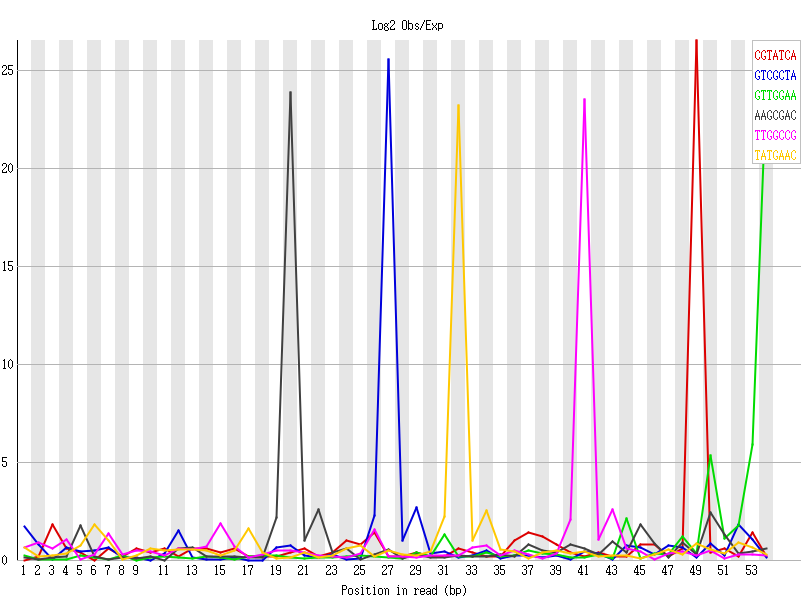 Log2 Obs/Exp
25
20
15
10
5
0
CGTATCA
GTCGCTA
GTTGGAA
AAGCGAC
TTGGCCG
TATGAAC
1 2 3 4 5 6 7 8 9 11 13 15 17 19 21 23 25 27 29 31 33 35 37 39 41 43 45 47 49 51 53
Position in read (bp)